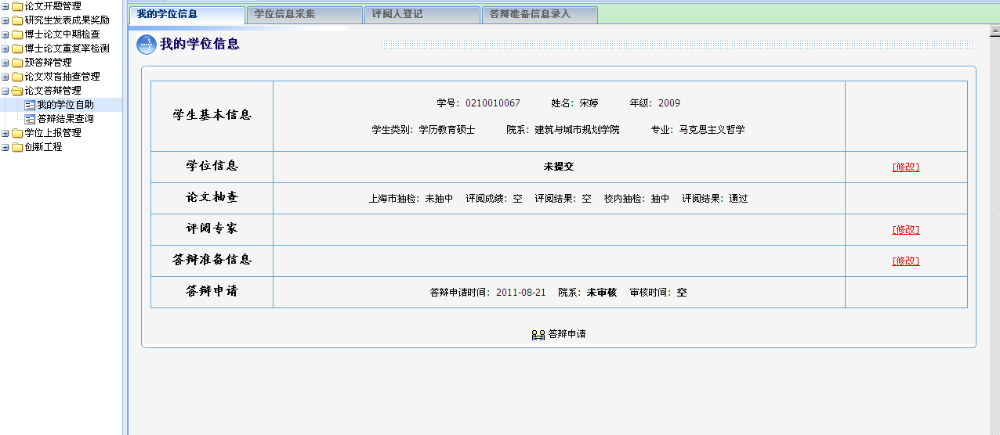 论文开题管理
研究生发表成果奖励
博士论文中期检查
博士论文重复率检测
预答辩管理
论文双盲抽查管理
论文答辩管理
我的学位自助
答辩结果查询
学位上报管理
创新工程
我的学位信息 学位信息采集 评阅人登记 答辩准备信息录入
我的学位信息
学生基本信息
学号：0210010067 姓名：宋婷 年级：2009
学生类别：学历教育硕士 院系：建筑与城市规划学院 专业：马克思主义哲学
学位信息 未提交 [修改]
论文抽查 上海市抽检：未抽中 评阅成绩：空 评阅结果：空 校内抽检：抽中 评阅结果：通过
评阅专家 [修改]
答辩准备信息 [修改]
答辩申请 答辩申请时间：2011-08-21 院系：未审核 审核时间：空
答辩申请